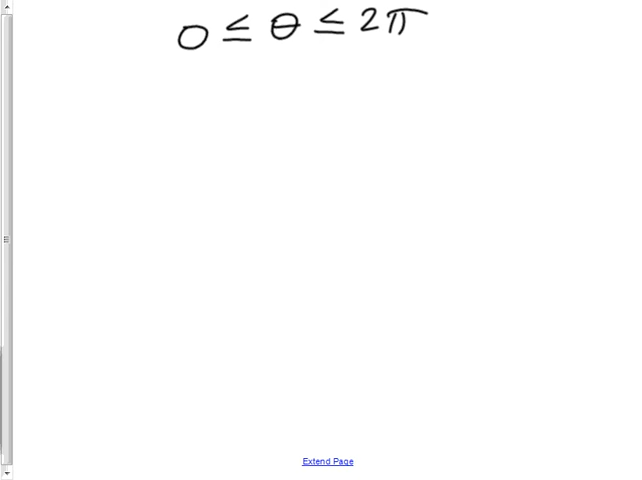 0 ≤ θ ≤ 2π
Extend Page